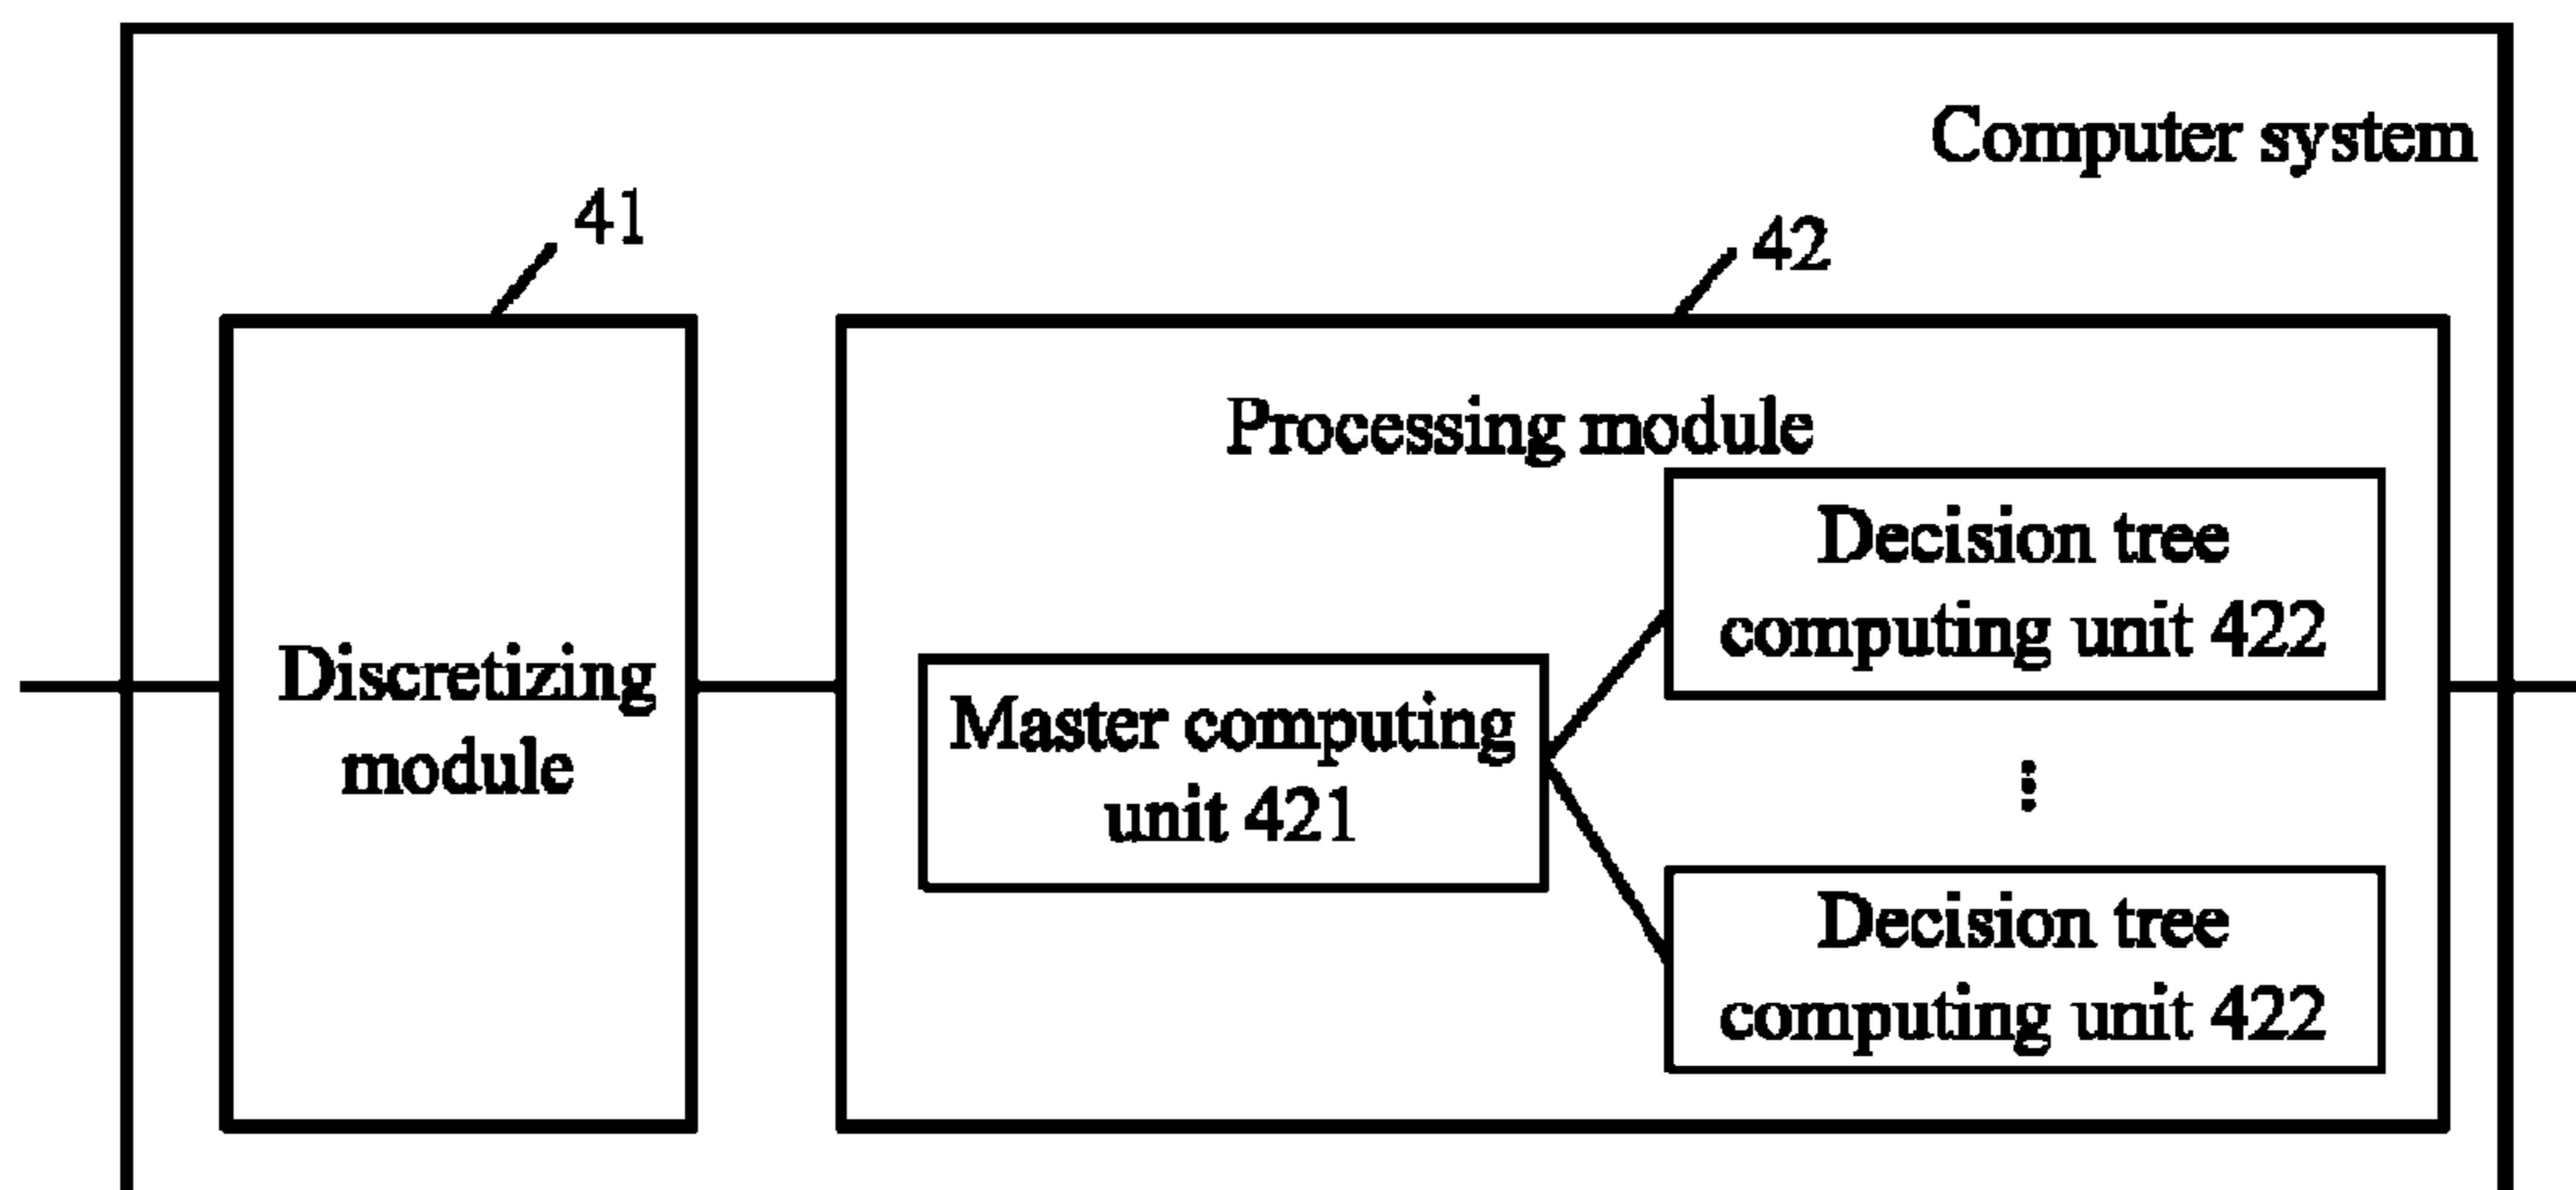 Computer system
41
42
Processing module
Discretizing
module
Master computing
unit 421
Decision tree
computing unit 422
Decision tree
computing unit 422